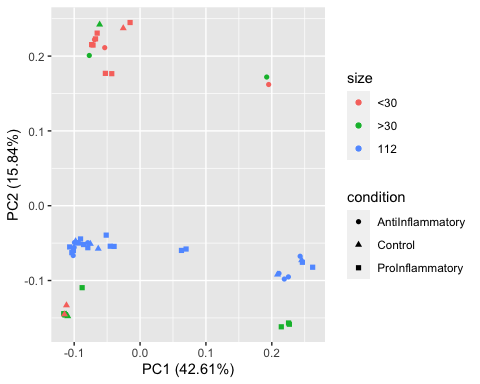 PC2 (15.84%)
0.2
0.1
0.0
-0.1
-0.1
0.0
0.1
0.2
PC1 (42.61%)
size
<30
>30
112
condition
AntiInflammatory
Control
ProInflammatory